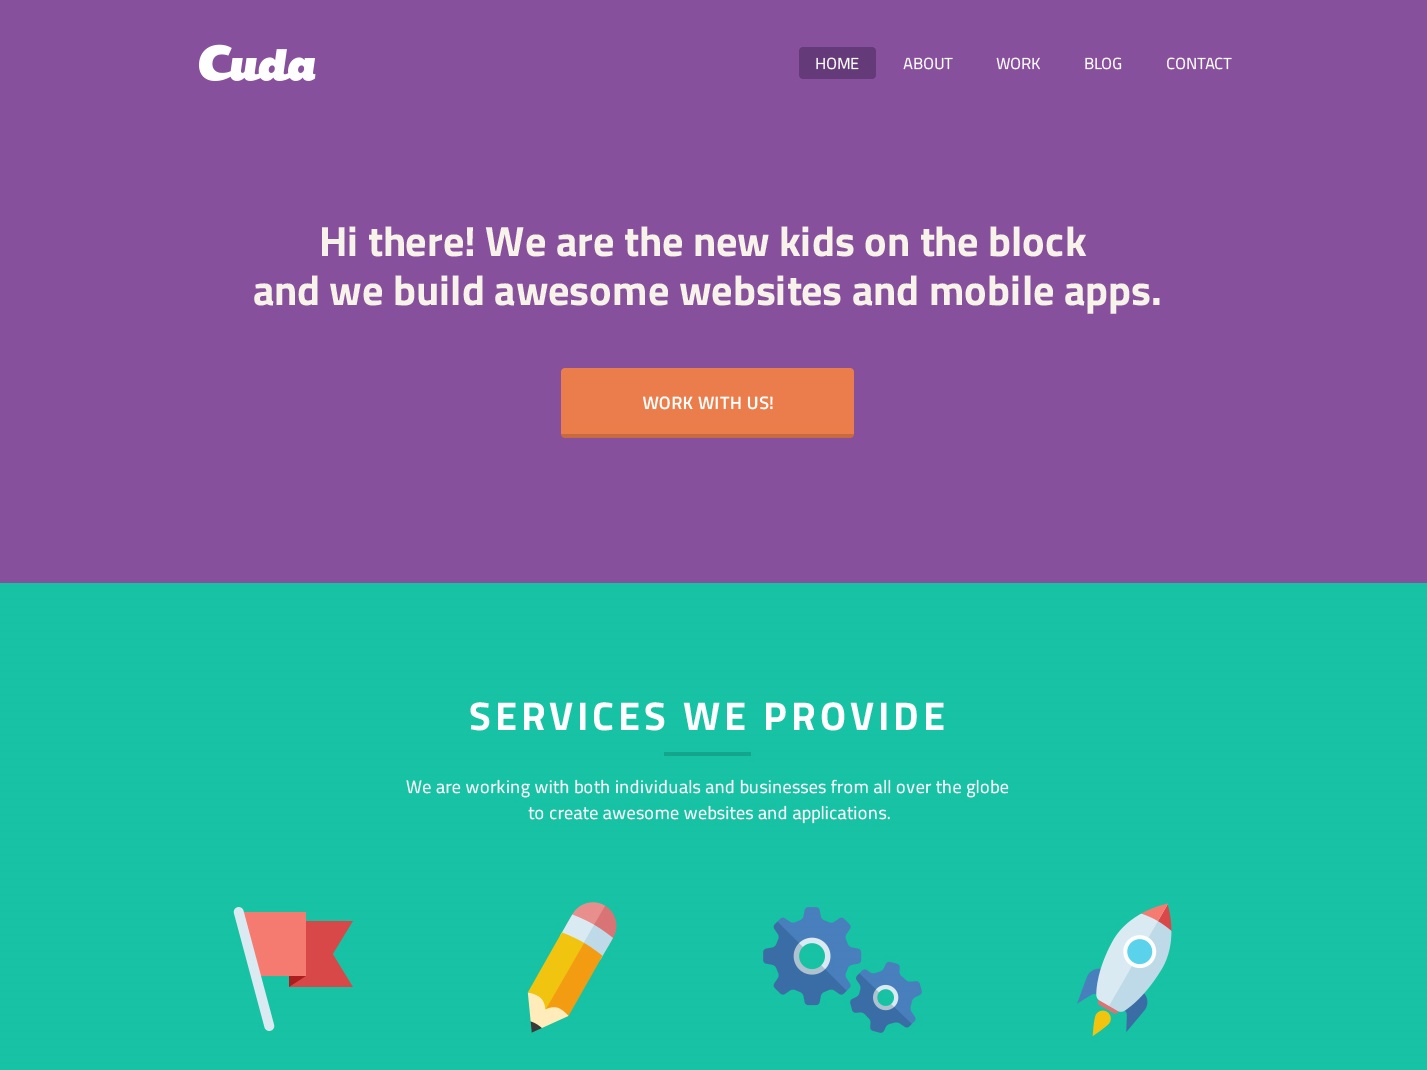 Cuda
HOME ABOUT WORK BLOG CONTACT
Hi there! We are the new kids on the block
and we build awesome websites and mobile apps.
WORK WITH US!
SERVICES WE PROVIDE
We are working with both individuals and businesses from all over the globe
to create awesome websites and applications.